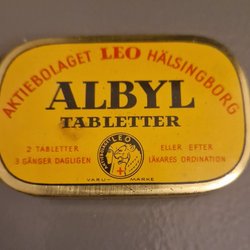 AKTIEBOLAGET LEO HÄLSINGBORG
ALBYL
TABLETTER
2 TABLETTER
3 GÅNGER DAGLIGEN
LEO
ELLER EFTER
LÄKARES ORDINATION
VARU- MÄRKE